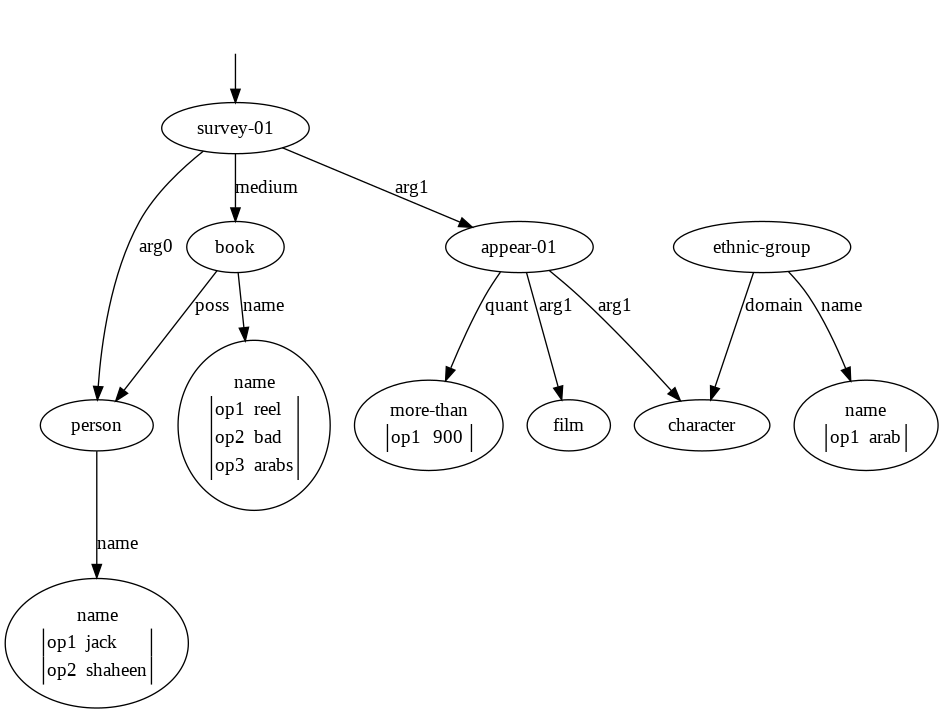 survey-01
medium
arg1
arg0
book
appear-01
ethnic-group
poss
name
quant
arg1
arg1
domain
name
name
op1 reel
op2 bad
op3 arabs
more-than
op1 900
name
op1 arab
person
film
character
name
name
op1 jack
op2 shaheen